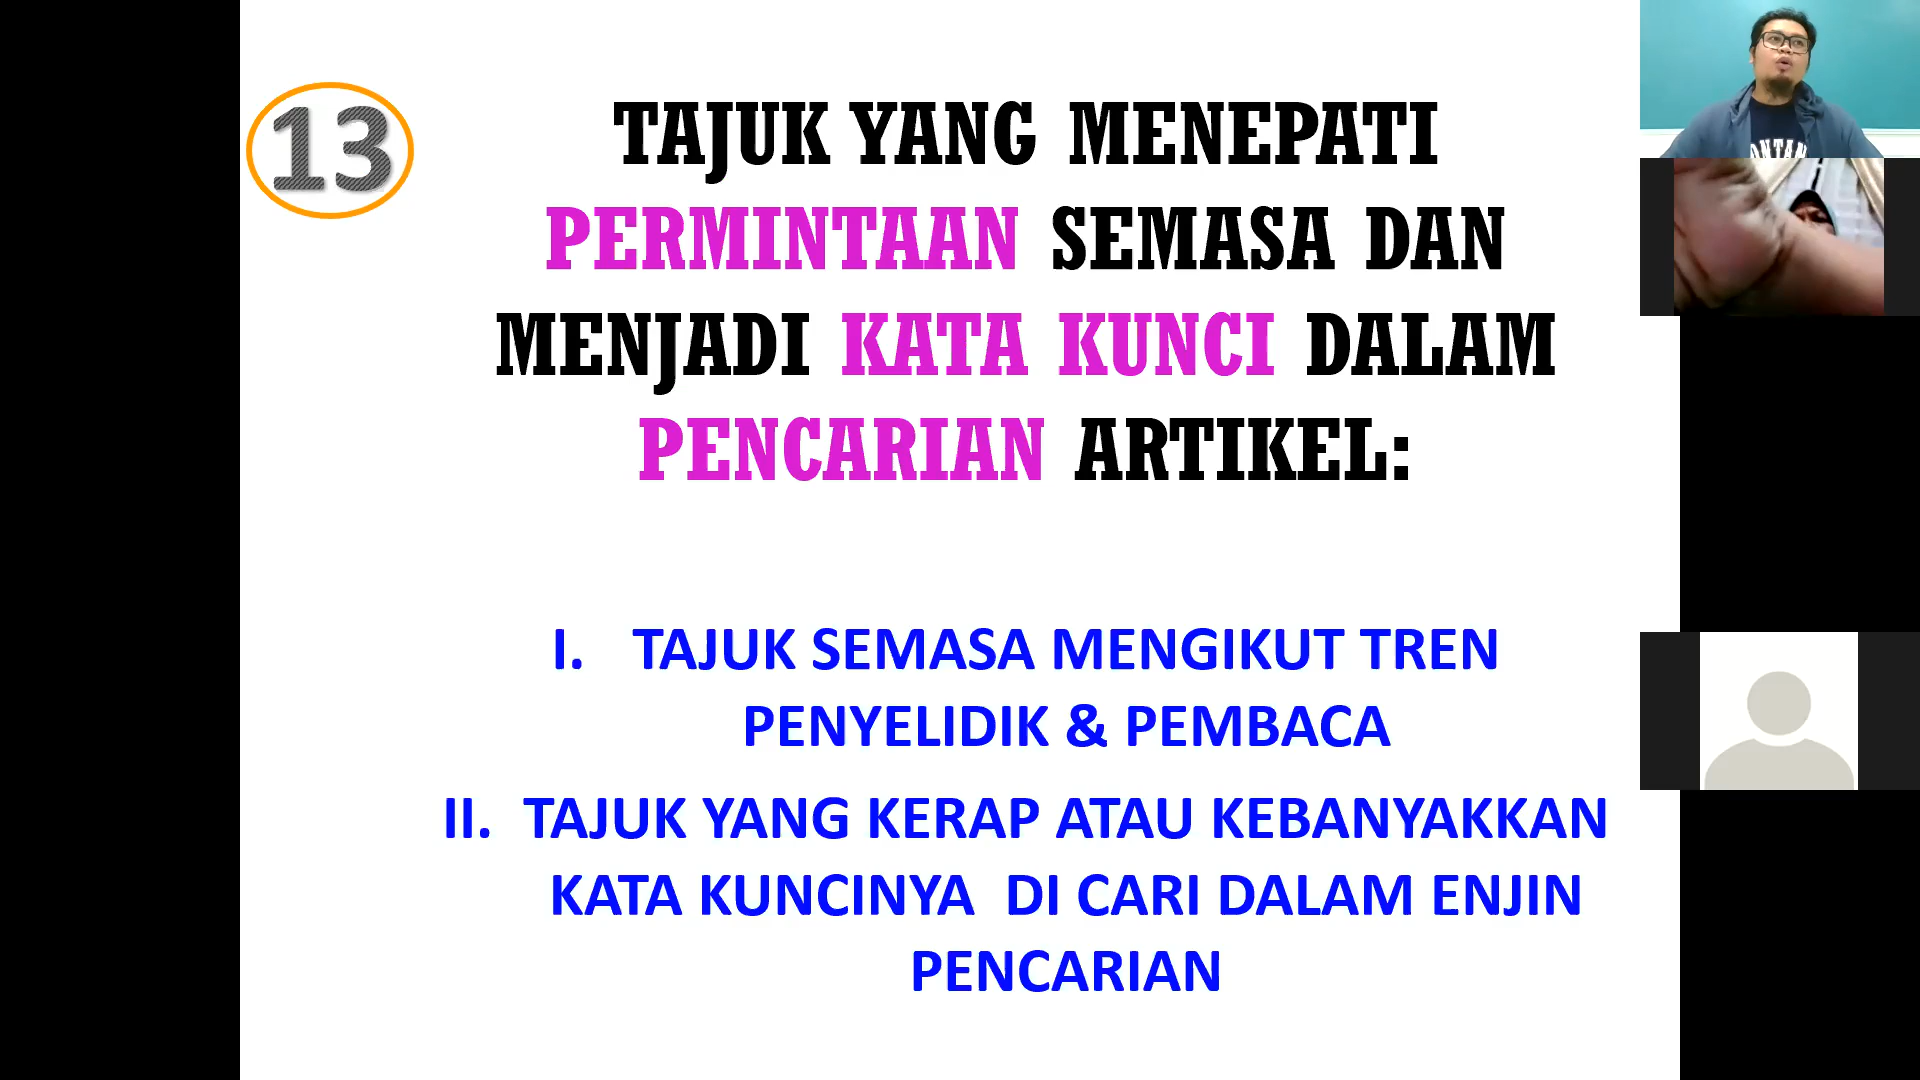 13
TAJUK YANG MENEPATI
PERMINTAAN SEMASA DAN
MENJADI KATA KUNCI DALAM
PENCARIAN ARTIKEL:
I. TAJUK SEMASA MENGIKUT TREN
PENYELIDIK & PEMBACA
II. TAJUK YANG KERAP ATAU KEBANYAKKAN
KATA KUNCINYA DI CARI DALAM ENJIN
PENCARIAN